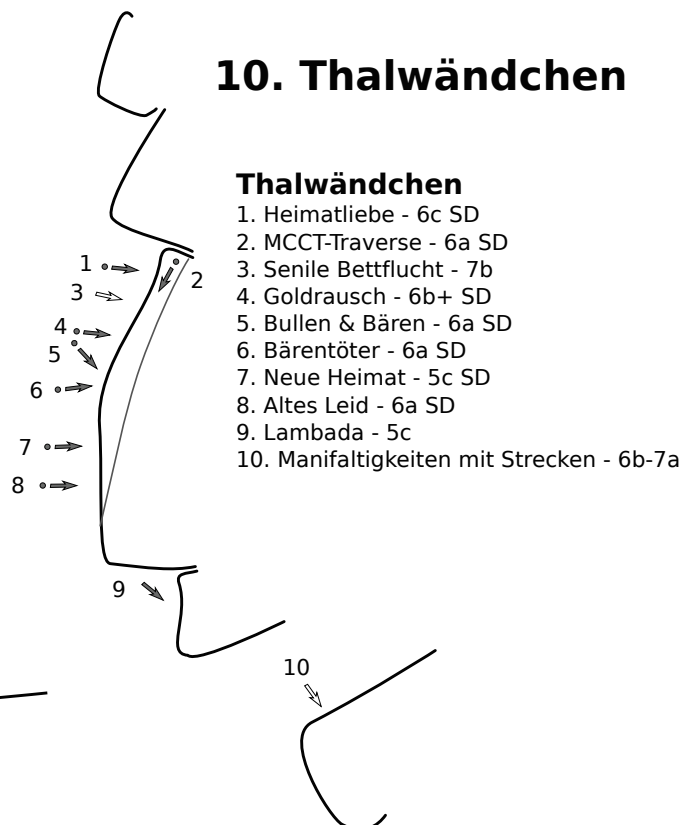 10. Thalwändchen
Thalwändchen
1. Heimatliebe - 6c SD
2. MCCT-Traverse - 6a SD
3. Senile Bettflucht - 7b
4. Goldrausch - 6b+ SD
5. Bullen & Bären - 6a SD
6. Bärentöter - 6a SD
7. Neue Heimat - 5c SD
8. Altes Leid - 6a SD
9. Lambada - 5c
10. Manifaltigkeiten mit Strecken - 6b-7a
1
2
3
4
5
6
7
8
9
10